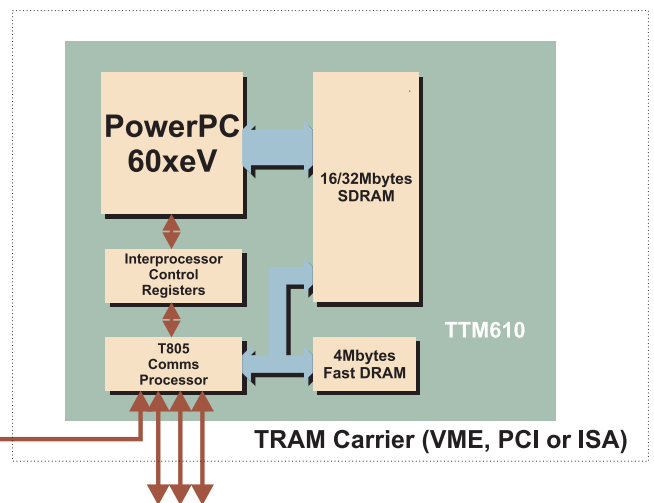 PowerPC
60xeV
16/32Mbytes
SDRAM
Interprocessor
Control
Registers
TTM610
T805
Comms
Processor
4Mbytes
Fast DRAM
TRAM Carrier (VME, PCI or ISA)